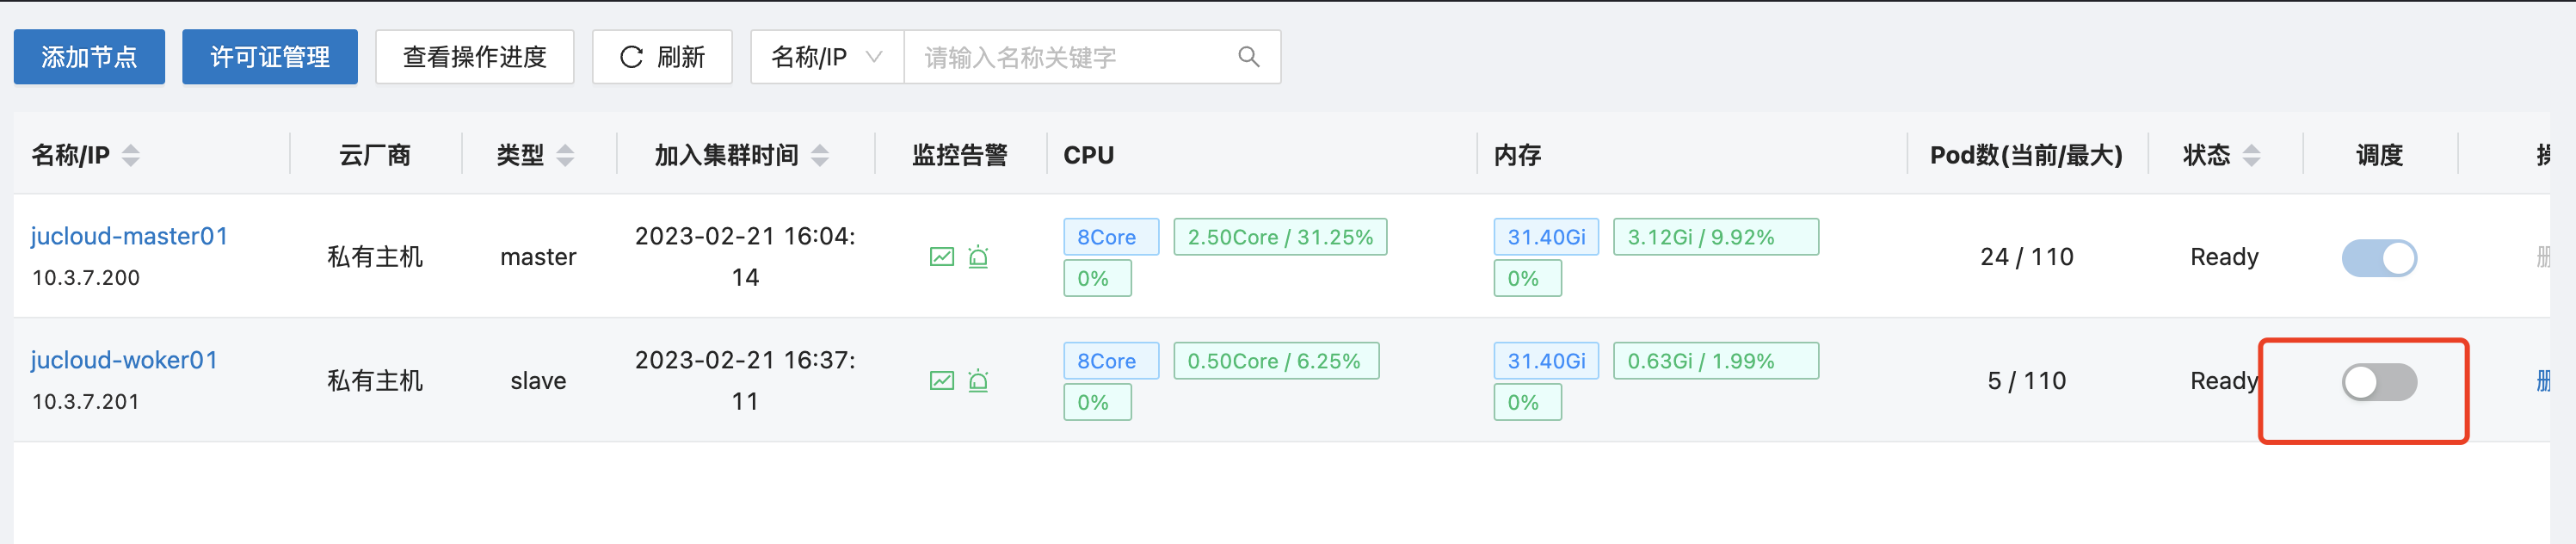 添加节点 许可证管理 查看操作进度 刷新 名称/IP 请输入名称关键字
名称/IP 云厂商 类型 加入集群时间 监控告警 CPU 内存 Pod数(当前/最大) 状态 调度
jucloud-master01
10.3.7.200
私有主机
master
2023-02-21 16:04:
14
8Core 2.50Core / 31.25%
0%
31.40Gi 3.12Gi / 9.92%
0%
24 / 110
Ready
jucloud-woker01
10.3.7.201
私有主机
slave
2023-02-21 16:37:
11
8Core 0.50Core / 6.25%
0%
31.40Gi 0.63Gi / 1.99%
0%
5 / 110
Ready